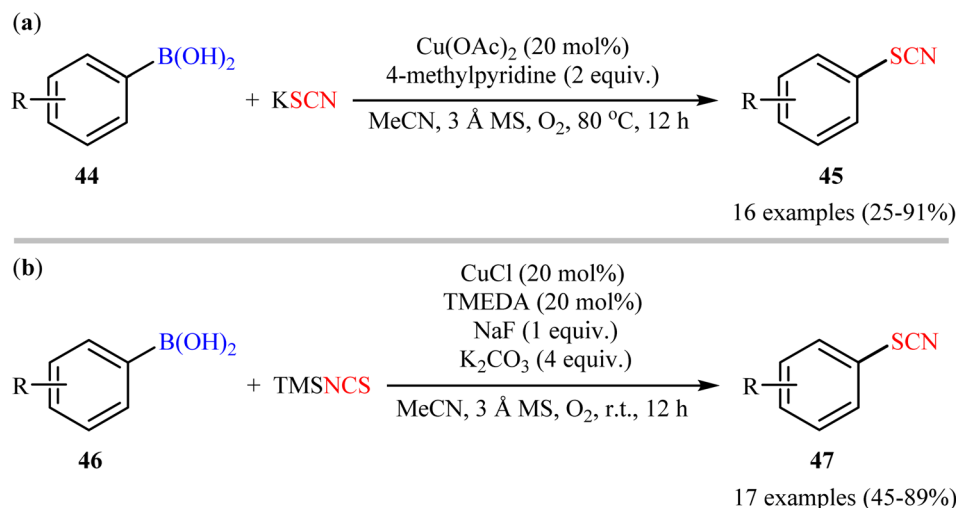 (a)
B(OH)₂
R
+ KSCN
Cu(OAc)₂ (20 mol%)
4-methylpyridine (2 equiv.)
MeCN, 3 Å MS, O₂, 80 °C, 12 h
SCN
R
44
45
16 examples (25-91%)
(b)
B(OH)₂
R
+ TMSNCS
CuCl (20 mol%)
TMEDA (20 mol%)
NaF (1 equiv.)
K₂CO₃ (4 equiv.)
MeCN, 3 Å MS, O₂, r.t., 12 h
SCN
R
46
47
17 examples (45-89%)